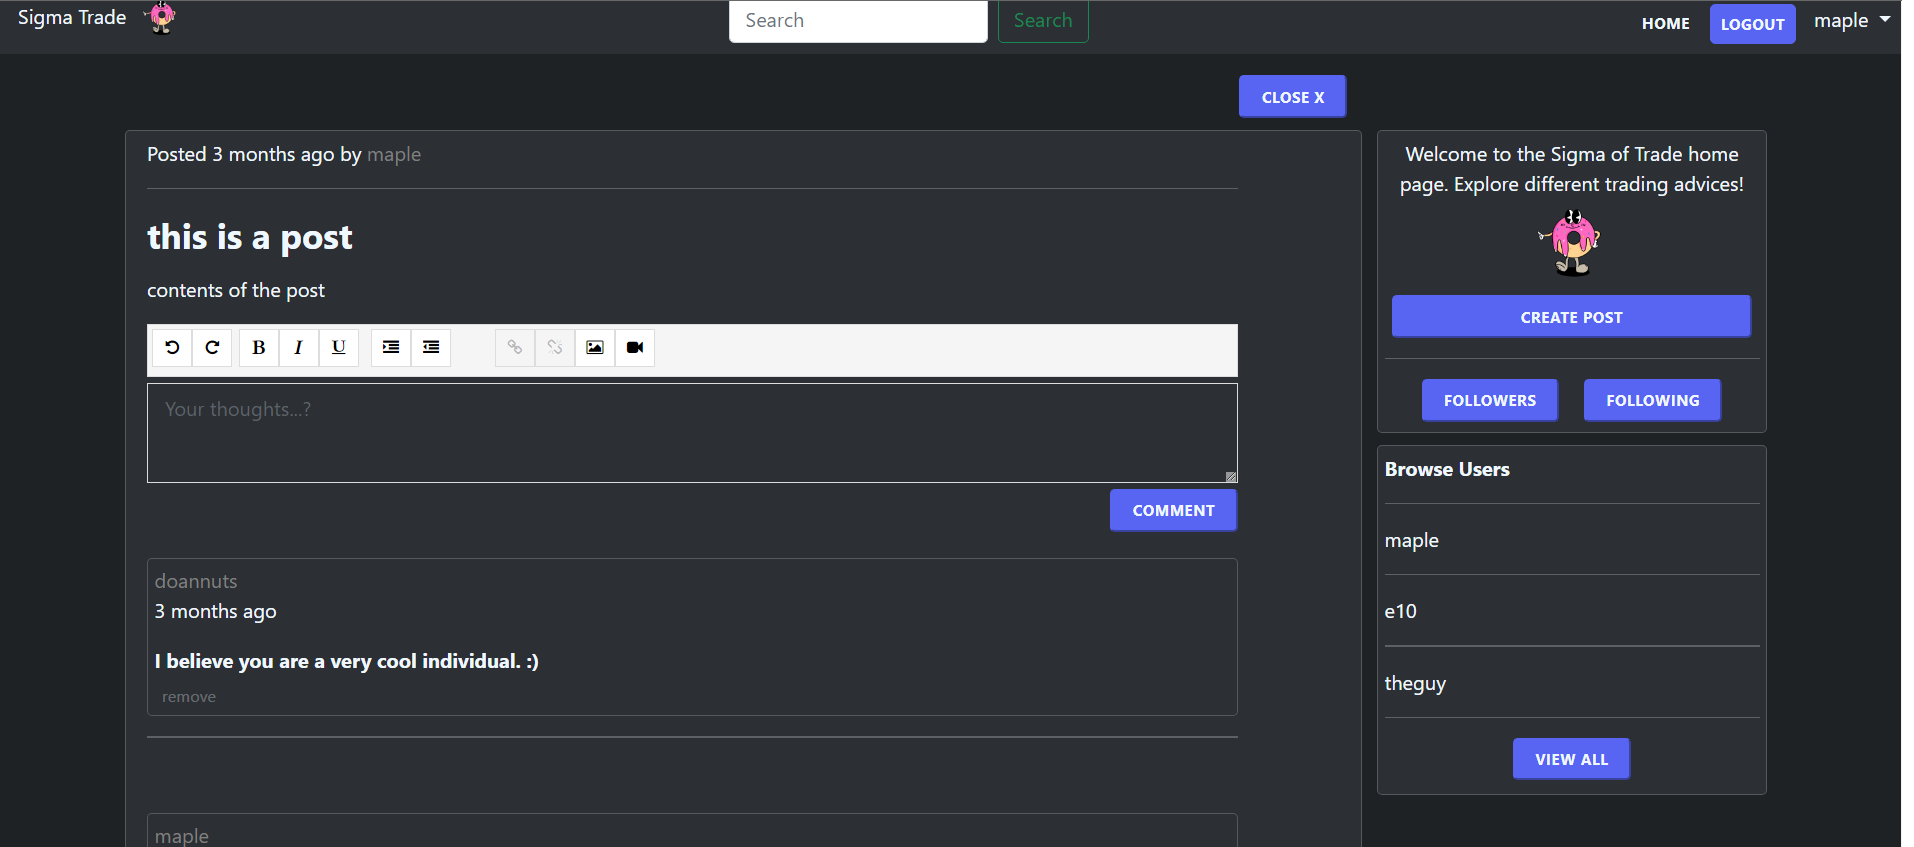 Sigma Trade
Search
Search
HOME
LOGOUT
maple
CLOSE X
Posted 3 months ago by maple
this is a post
contents of the post
B
I
U
Your thoughts...?
COMMENT
doannuts
3 months ago
I believe you are a very cool individual. :)
remove
maple
Welcome to the Sigma of Trade home
page. Explore different trading advices!
CREATE POST
FOLLOWERS
FOLLOWING
Browse Users
maple
e10
theguy
VIEW ALL